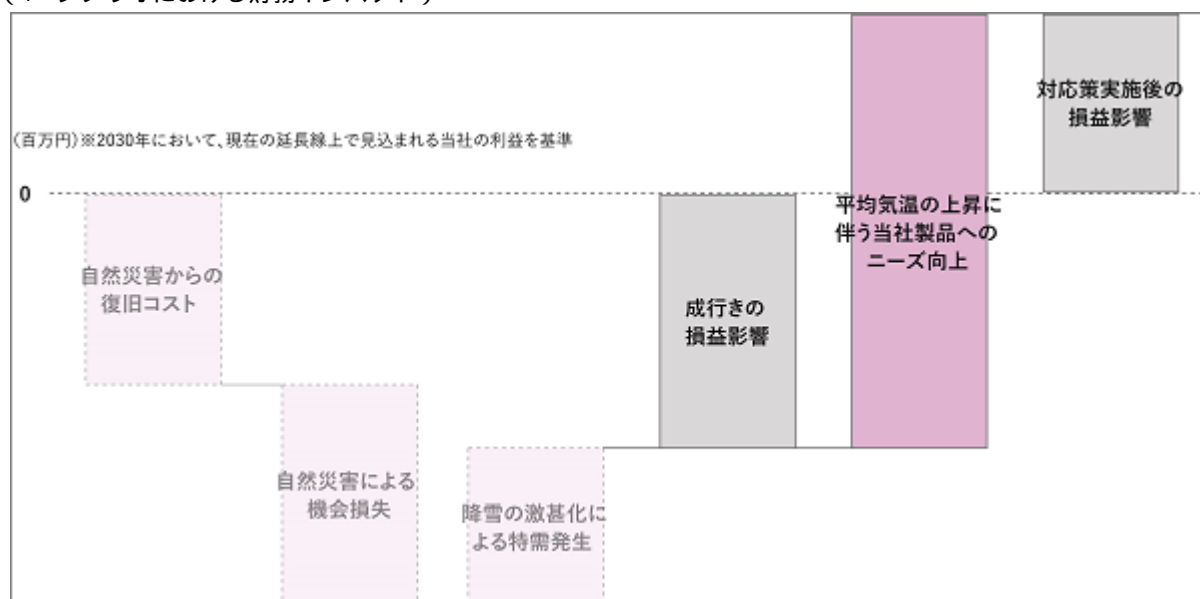 (百万円)※2030年において、現在の延長線上で見込まれる当社の利益を基準
0
自然災害からの
復旧コスト
自然災害による
機会損失
降雪の激甚化に
よる特需発生
成行きの
損益影響
平均気温の上昇に
伴う当社製品への
ニーズ向上
対応策実施後の
損益影響